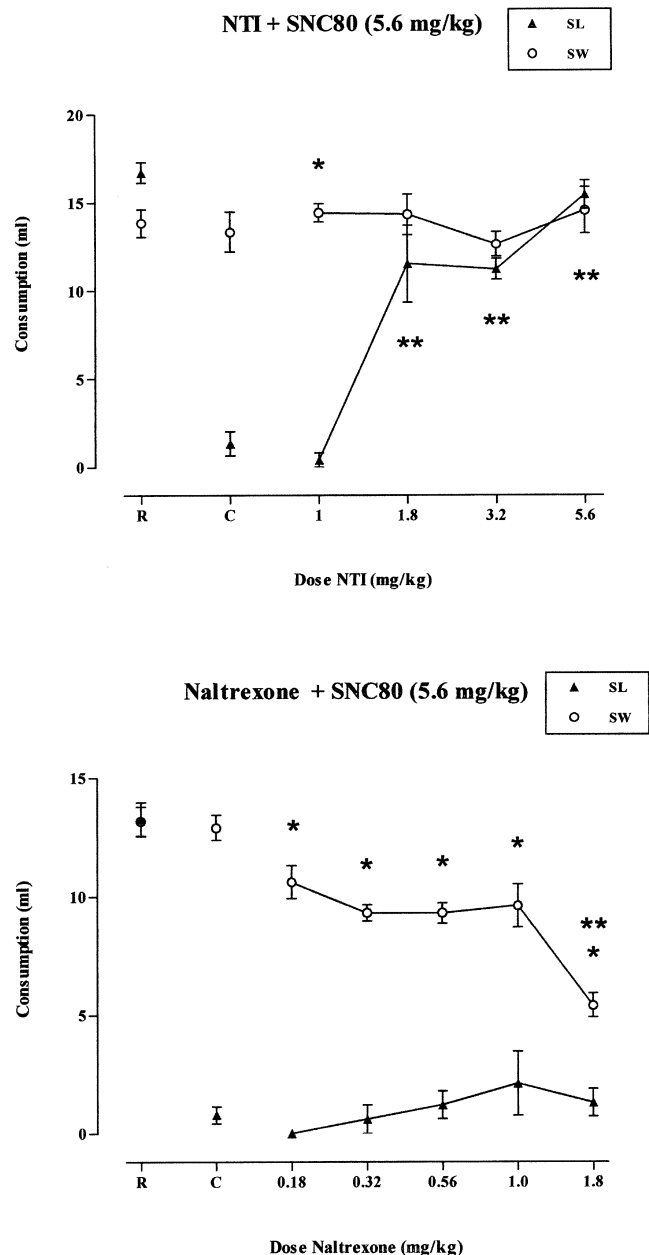 NTI + SNC80 (5.6 mg/kg)
SL
SW
20
15
10
5
0
Consumption (ml)
*
**
**
**
R C 1 1.8 3.2 5.6
Dose NTI (mg/kg)
Naltrexone + SNC80 (5.6 mg/kg)
SL
SW
15
10
5
0
Consumption (ml)
*
*
*
*
**
*
R C 0.18 0.32 0.56 1.0 1.8
Dose Naltrexone (mg/kg)